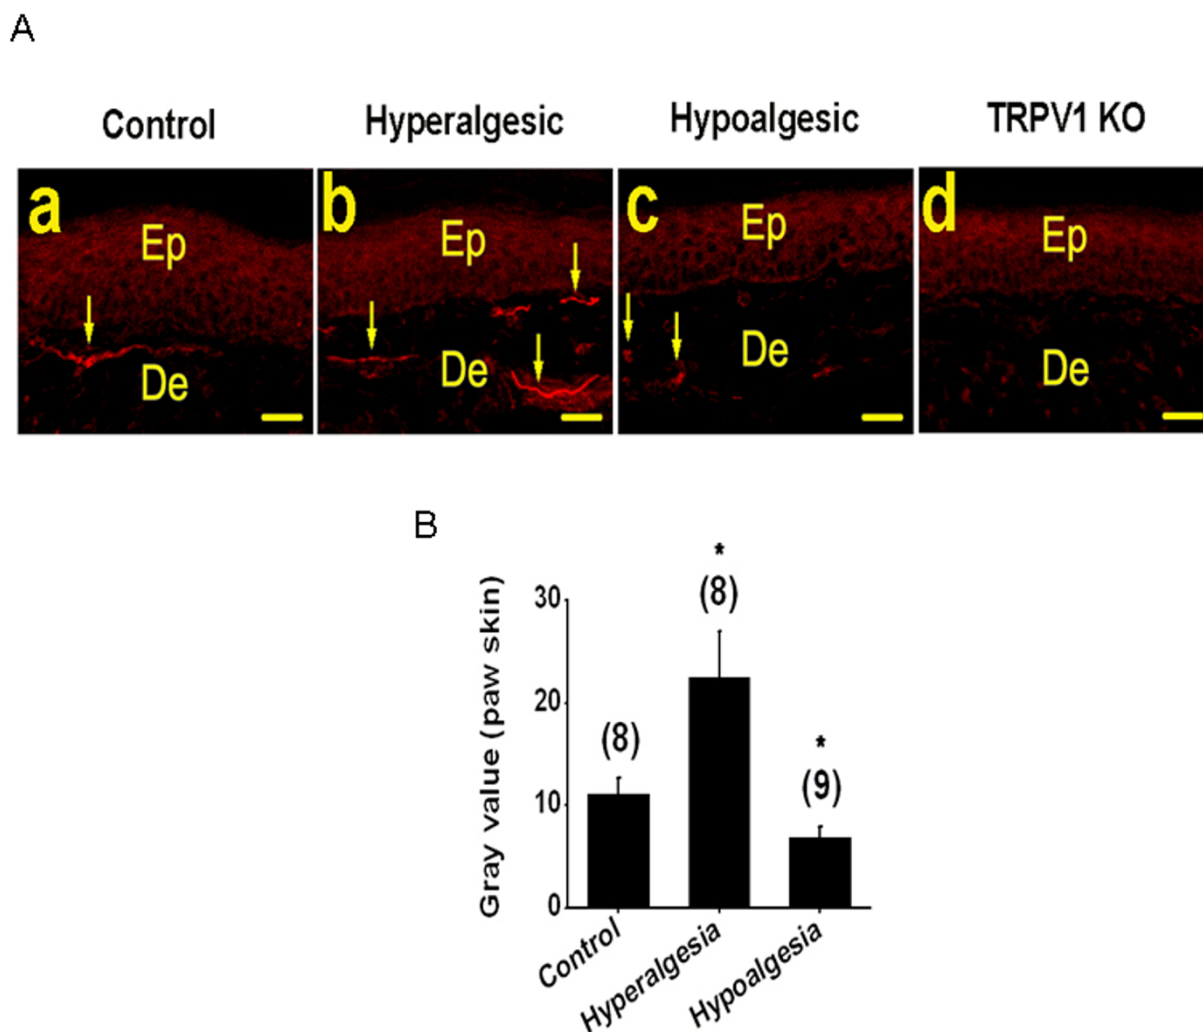 A
Control Hyperalgesic Hypoalgesic TRPV1 KO
a b c d
Ep Ep Ep Ep
De De De De
B
Gray value (paw skin)
30
20
10
0
*
(8)
*
(8)
(9)
Control
Hyperalgesia
Hypoalgesia